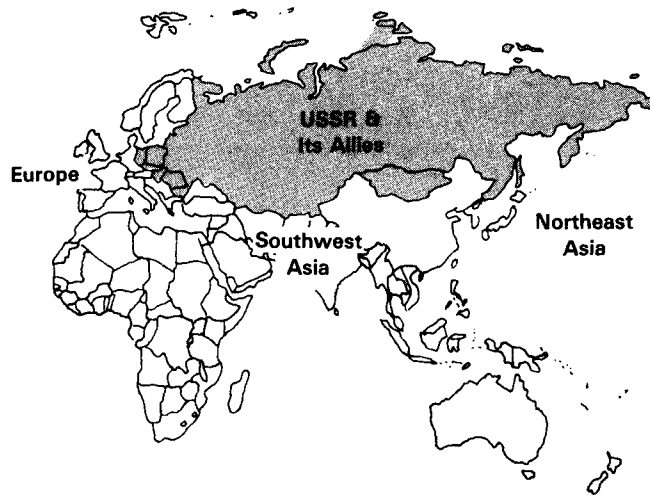 USSR &
Its Allies
Europe
Southwest
Asia
Northeast
Asia